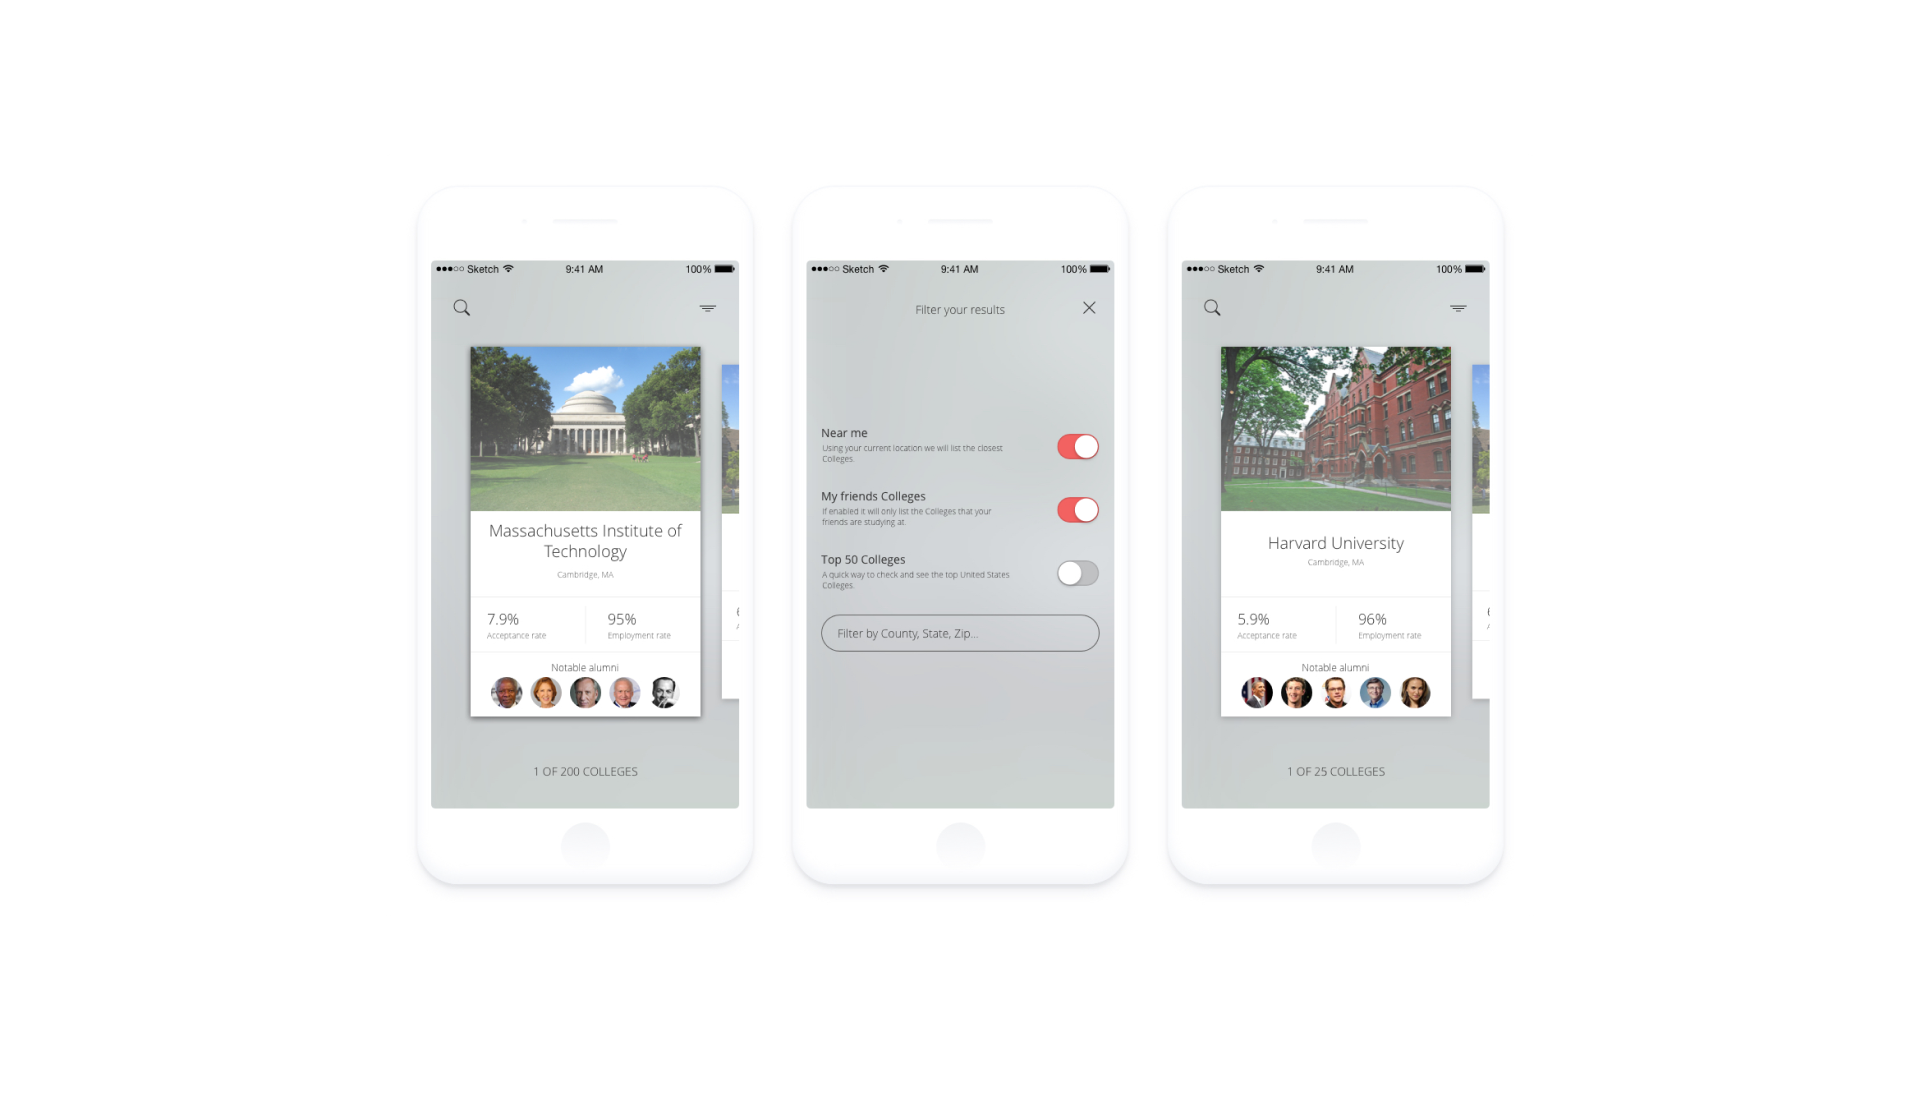 Sketch 9:41 AM 100%
Massachusetts Institute of
Technology
Cambridge, MA
7.9% 95%
Acceptance rate Employment rate
Notable alumni
1 OF 200 COLLEGES
Sketch 9:41 AM 100%
Filter your results
Near me
Using your current location we will list the closest
Colleges.
My friends Colleges
If enabled it will only list the Colleges that your
friends are studying at.
Top 50 Colleges
A quick way to check and see the top United States
Colleges.
Filter by County, State, Zip...
Sketch 9:41 AM 100%
Harvard University
Cambridge, MA
5.9% 96%
Acceptance rate Employment rate
Notable alumni
1 OF 25 COLLEGES